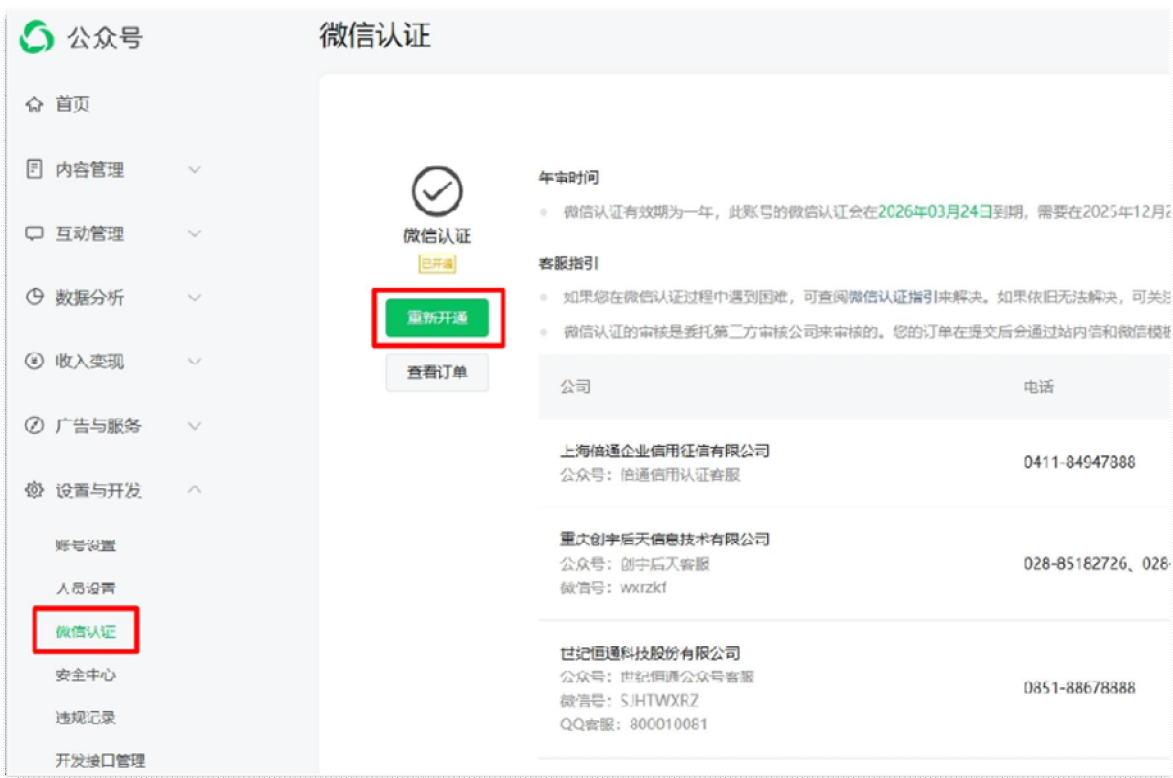 公众号
微信认证
首页
内容管理
互动管理
数据分析
收入变现
广告与服务
设置与开发
账号设置
人员设置
微信认证
安全中心
违规记录
开发接口管理
微信认证
已开通
重新开通
查看订单
年审时间
微信认证有效期为一年，此账号的微信认证会在2026年03月24日到期，需要在2025年12月2
客服指引
如果您在微信认证过程中遇到困难，可查阅微信认证指引来解决。如果依旧无法解决，可关注
微信认证的审核是委托第三方审核公司来审核的。您的订单在提交后会通过站内信和微信模板
公司
电话
上海倍通企业信用征信有限公司
公众号：倍通信用认证客服
0411-84947888
重庆创宇后天信息技术有限公司
公众号：创宇后天客服
微信号：wxrzkf
028-85182726、028-
世纪恒通科技股份有限公司
公众号：世纪恒通公众号客服
微信号：SJHTWXRZ
QQ客服：800010081
0851-88678888